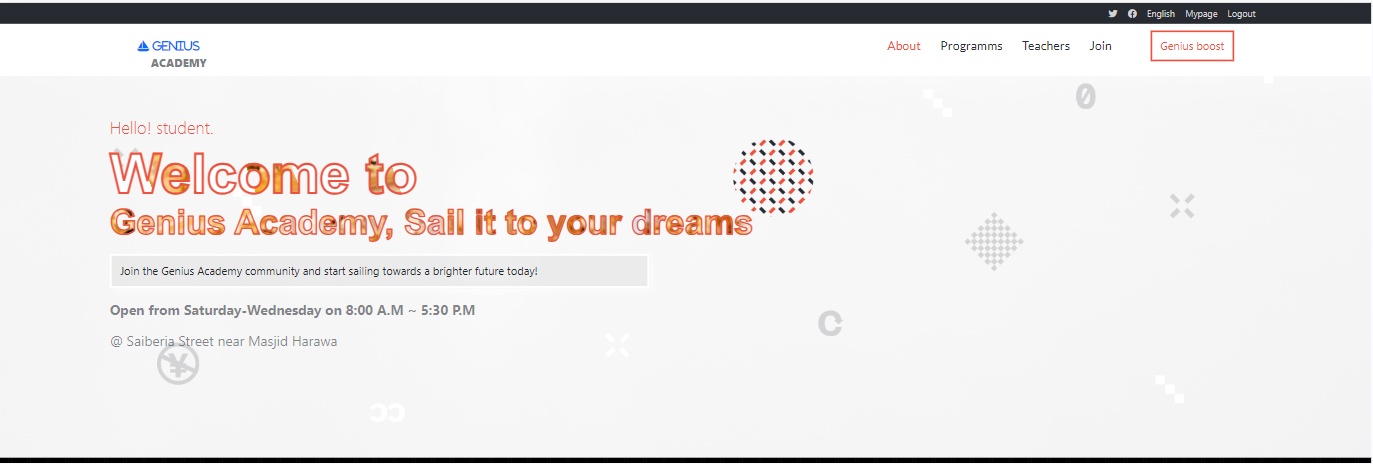 English Mypage Logout
GENIUS
ACADEMY
About Programms Teachers Join Genius boost
Hello! student.
Welcome to
Genius Academy, Sail it to your dreams
Join the Genius Academy community and start sailing towards a brighter future today!
Open from Saturday-Wednesday on 8:00 A.M ~ 5:30 P.M
@ Saiberia Street near Masjid Harawa